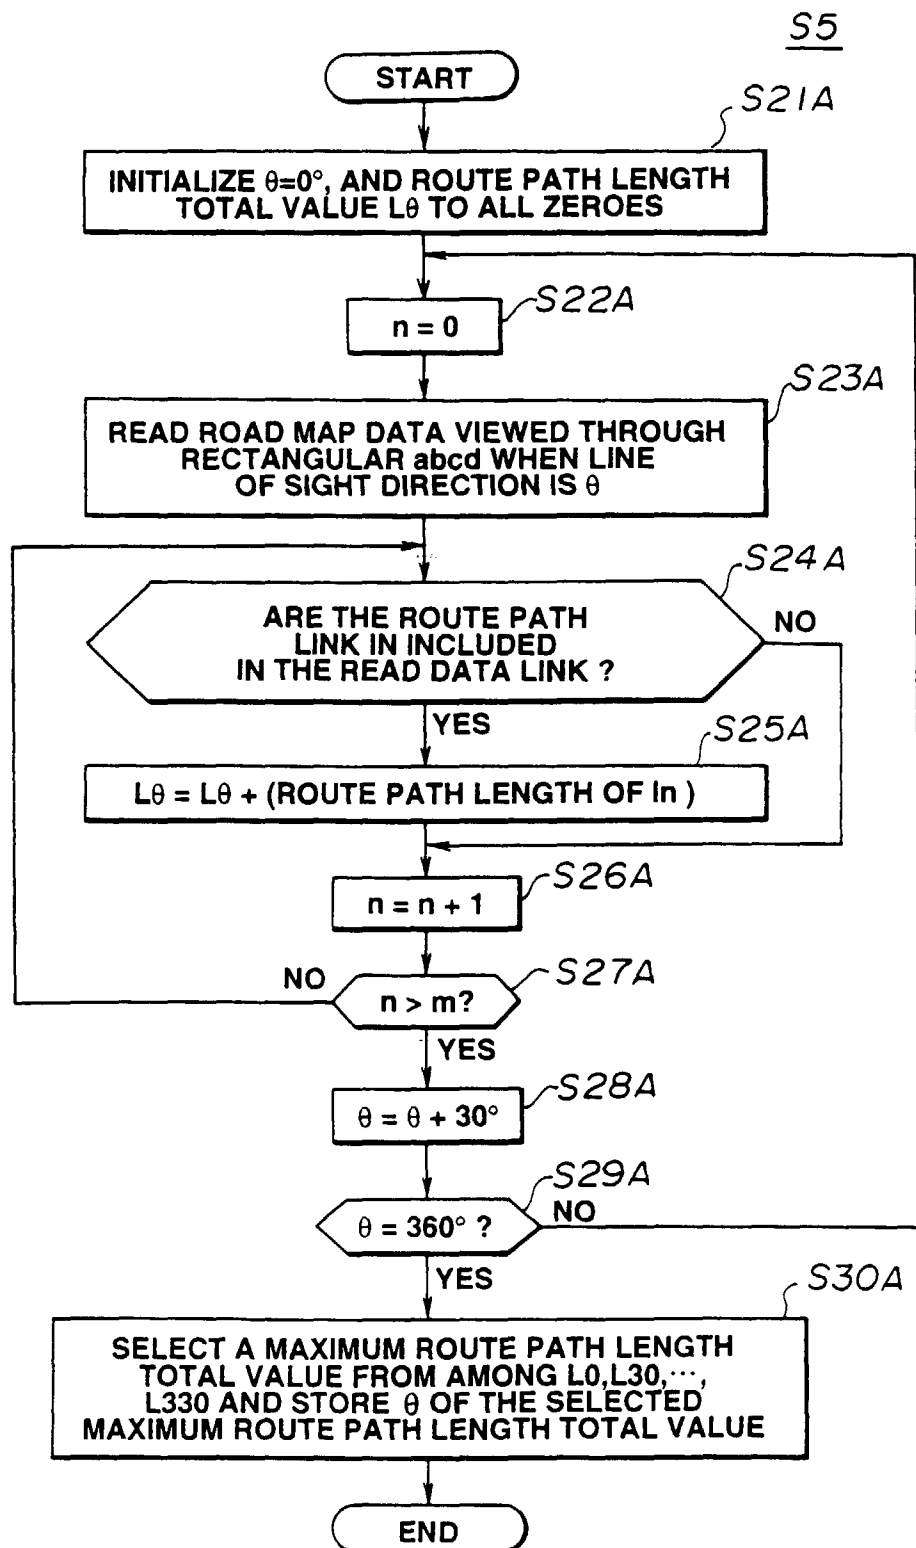 S5
START
S21A
INITIALIZE θ=0°, AND ROUTE PATH LENGTH
TOTAL VALUE Lθ TO ALL ZEROES
S22A
n = 0
S23A
READ ROAD MAP DATA VIEWED THROUGH
RECTANGULAR abcd WHEN LINE
OF SIGHT DIRECTION IS θ
S24A
ARE THE ROUTE PATH
LINK ln INCLUDED
IN THE READ DATA LINK ?
NO
YES
S25A
Lθ = Lθ + (ROUTE PATH LENGTH OF ln )
S26A
n = n + 1
S27A
NO
n > m?
YES
S28A
θ = θ + 30°
S29A
θ = 360° ?
NO
YES
S30A
SELECT A MAXIMUM ROUTE PATH LENGTH
TOTAL VALUE FROM AMONG L0,L30,···,
L330 AND STORE θ OF THE SELECTED
MAXIMUM ROUTE PATH LENGTH TOTAL VALUE
END